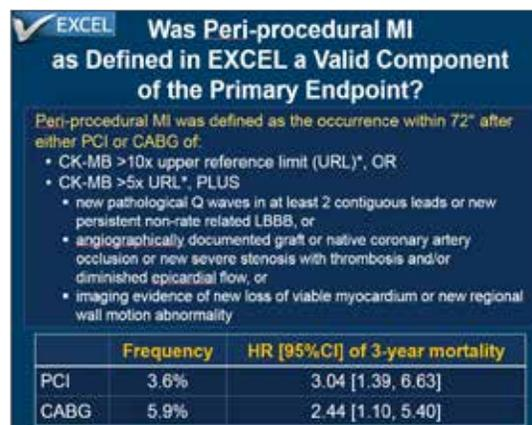 EXCEL
Was Peri-procedural MI
as Defined in EXCEL a Valid Component
of the Primary Endpoint?
Peri-procedural MI was defined as the occurrence within 72° after
either PCI or CABG of:
• CK-MB >10x upper reference limit (URL)*, OR
• CK-MB >5x URL*, PLUS
• new pathological Q waves in at least 2 contiguous leads or new
persistent non-rate related LBBB, or
• angiographically documented graft or native coronary artery
occlusion or new severe stenosis with thrombosis and/or
diminished epicardial flow, or
• imaging evidence of new loss of viable myocardium or new regional
wall motion abnormality
Frequency HR [95%CI] of 3-year mortality
PCI 3.6% 3.04 [1.39, 6.63]
CABG 5.9% 2.44 [1.10, 5.40]